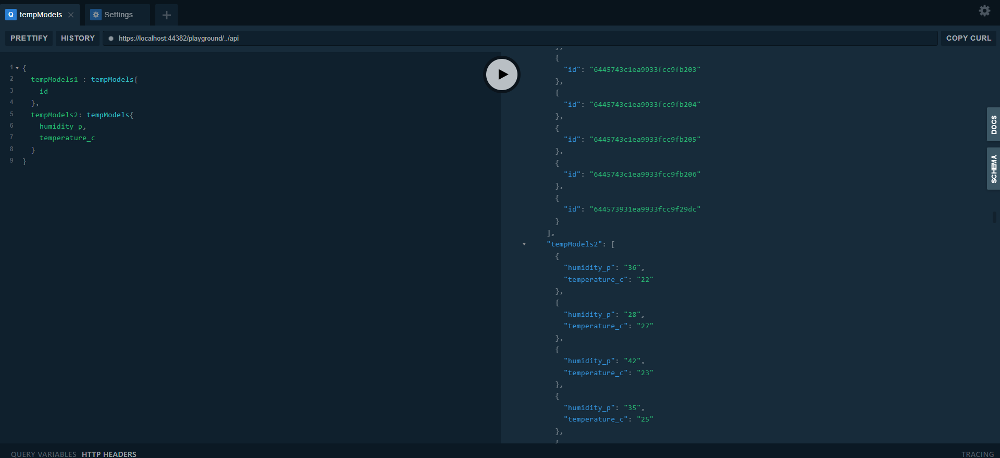 Q tempModels Settings
PRETTIFY HISTORY https://localhost:44382/playground/../api COPY CURL
1 {
2 tempModels1 : tempModels{
3 id
4 },
5 tempModels2: tempModels{
6 humidity_p,
7 temperature_c
8 }
9 }
},
{
"id": "6445743c1ea9933fcc9fb203"
},
{
"id": "6445743c1ea9933fcc9fb204"
},
{
"id": "6445743c1ea9933fcc9fb205"
},
{
"id": "6445743c1ea9933fcc9fb206"
},
{
"id": "644573931ea9933fcc9f29dc"
}
],
"tempModels2": [
{
"humidity_p": "36",
"temperature_c": "22"
},
{
"humidity_p": "28",
"temperature_c": "27"
},
{
"humidity_p": "42",
"temperature_c": "23"
},
{
"humidity_p": "35",
"temperature_c": "25"
},
{
DOCS
SCHEMA
QUERY VARIABLES HTTP HEADERS TRACING